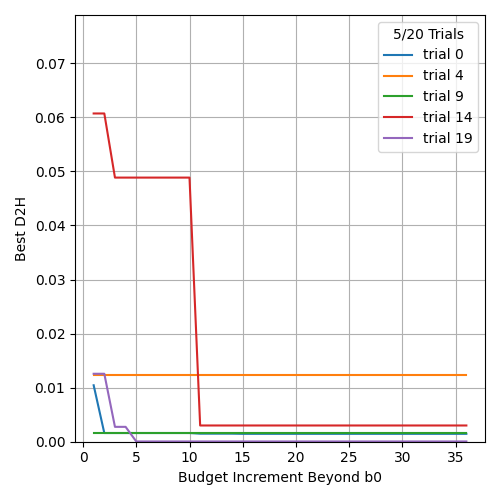 5/20 Trials
trial 0
trial 4
trial 9
trial 14
trial 19
Best D2H
0.07
0.06
0.05
0.04
0.03
0.02
0.01
0.00
0 5 10 15 20 25 30 35
Budget Increment Beyond b0